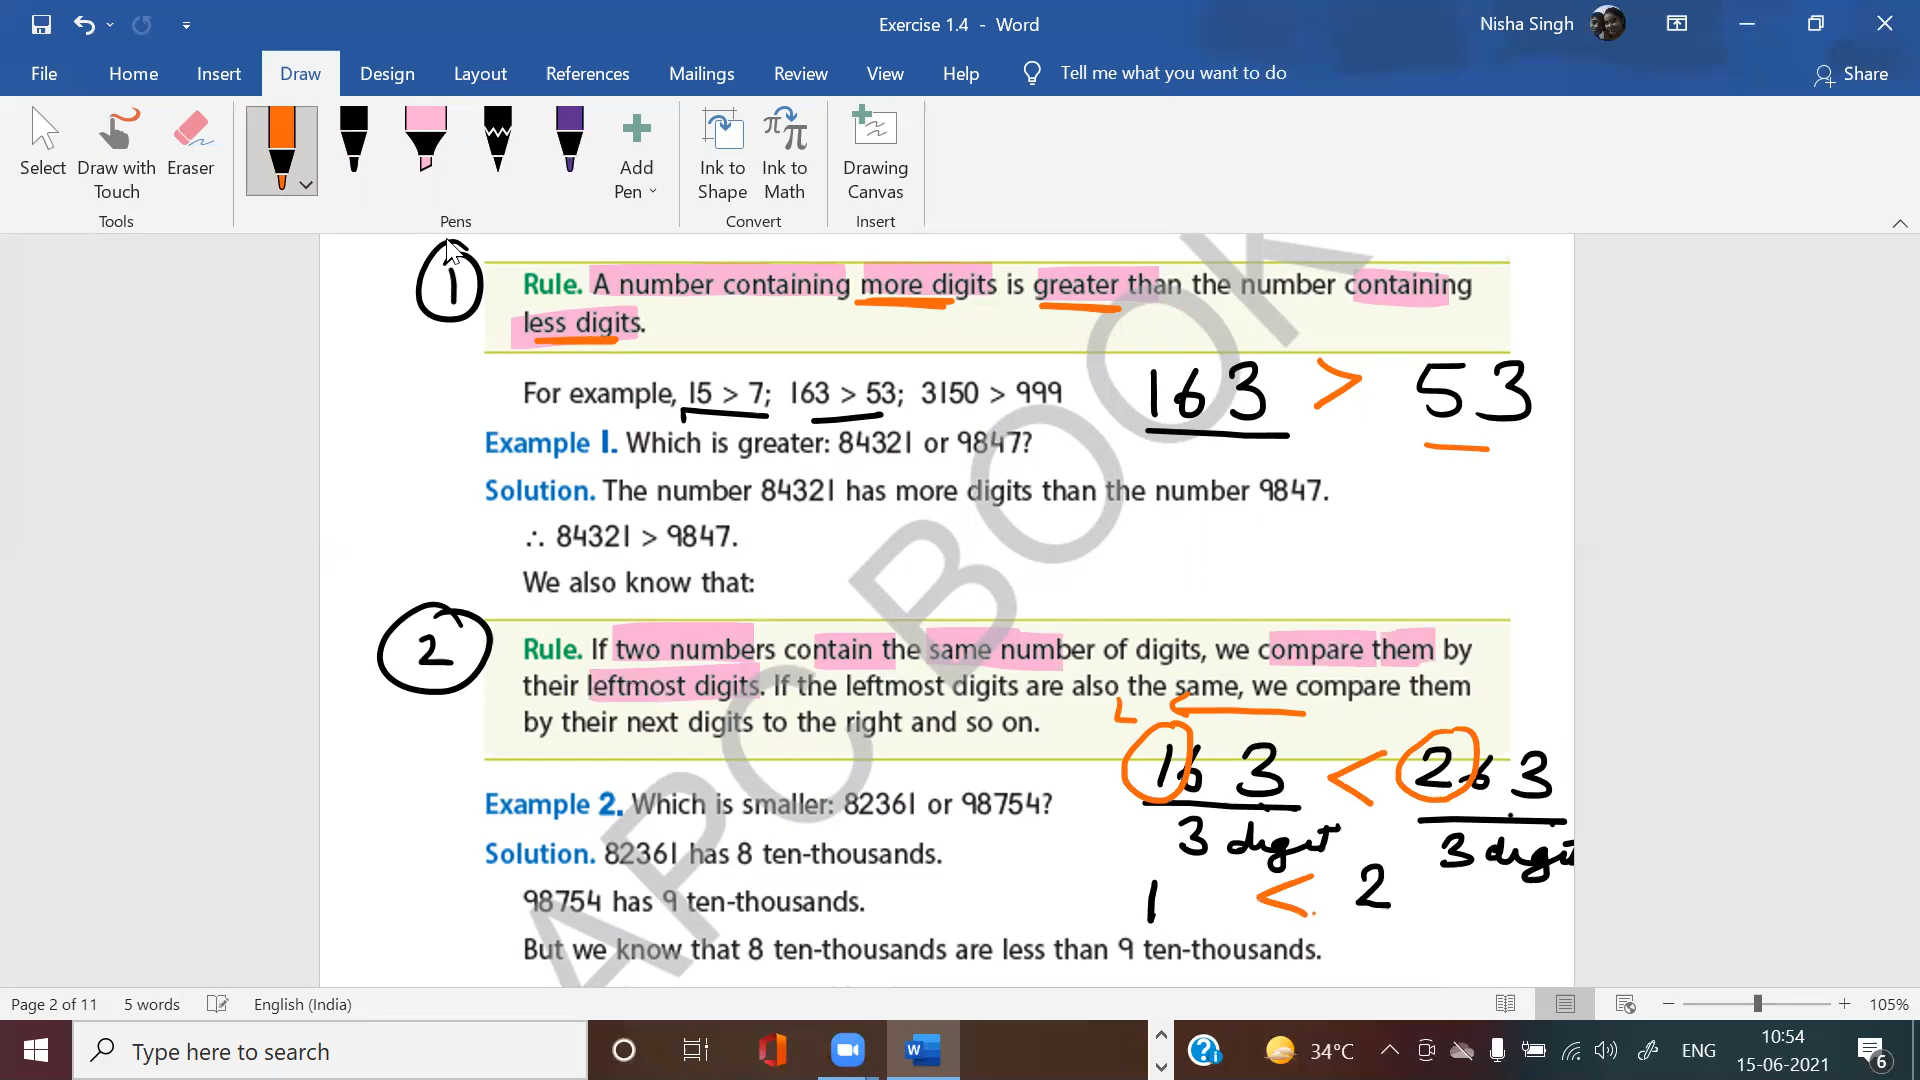 Exercise 1.4 - Word
Nisha Singh
File Home Insert Draw Design Layout References Mailings Review View Help Tell me what you want to do Share
Select Draw with Touch Eraser Add Pen Ink to Shape Ink to Math Drawing Canvas
Tools Pens Convert Insert
1
Rule. A number containing more digits is greater than the number containing
less digits.
For example, 15 > 7; 163 > 53; 3150 > 999
163 > 53
Example 1. Which is greater: 84321 or 9847?
Solution. The number 84321 has more digits than the number 9847.
∴ 84321 > 9847.
We also know that:
2
Rule. If two numbers contain the same number of digits, we compare them by
their leftmost digits. If the leftmost digits are also the same, we compare them
by their next digits to the right and so on.
L
163 < 263
3 digit 3 digit
1 < 2
Example 2. Which is smaller: 82361 or 98754?
Solution. 82361 has 8 ten-thousands.
98754 has 9 ten-thousands.
But we know that 8 ten-thousands are less than 9 ten-thousands.
APC BOOK
Page 2 of 11 5 words English (India) 105%
Type here to search
34°C ENG 10:54
15-06-2021 6